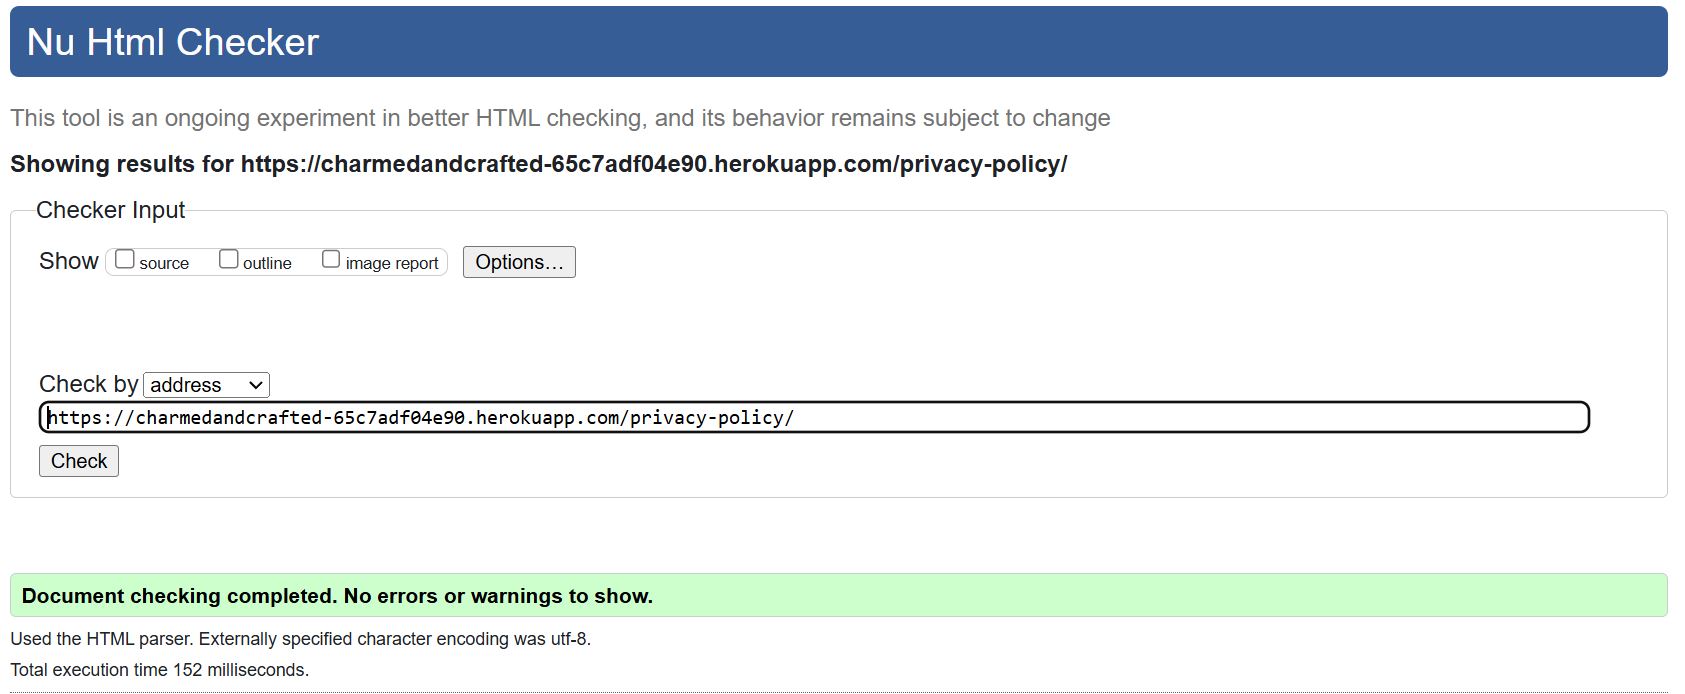 Nu Html Checker
This tool is an ongoing experiment in better HTML checking, and its behavior remains subject to change
Showing results for https://charmedandcrafted-65c7adf04e90.herokuapp.com/privacy-policy/
Checker Input
Show source outline image report Options...
Check by address
https://charmedandcrafted-65c7adf04e90.herokuapp.com/privacy-policy/
Check
Document checking completed. No errors or warnings to show.
Used the HTML parser. Externally specified character encoding was utf-8.
Total execution time 152 milliseconds.